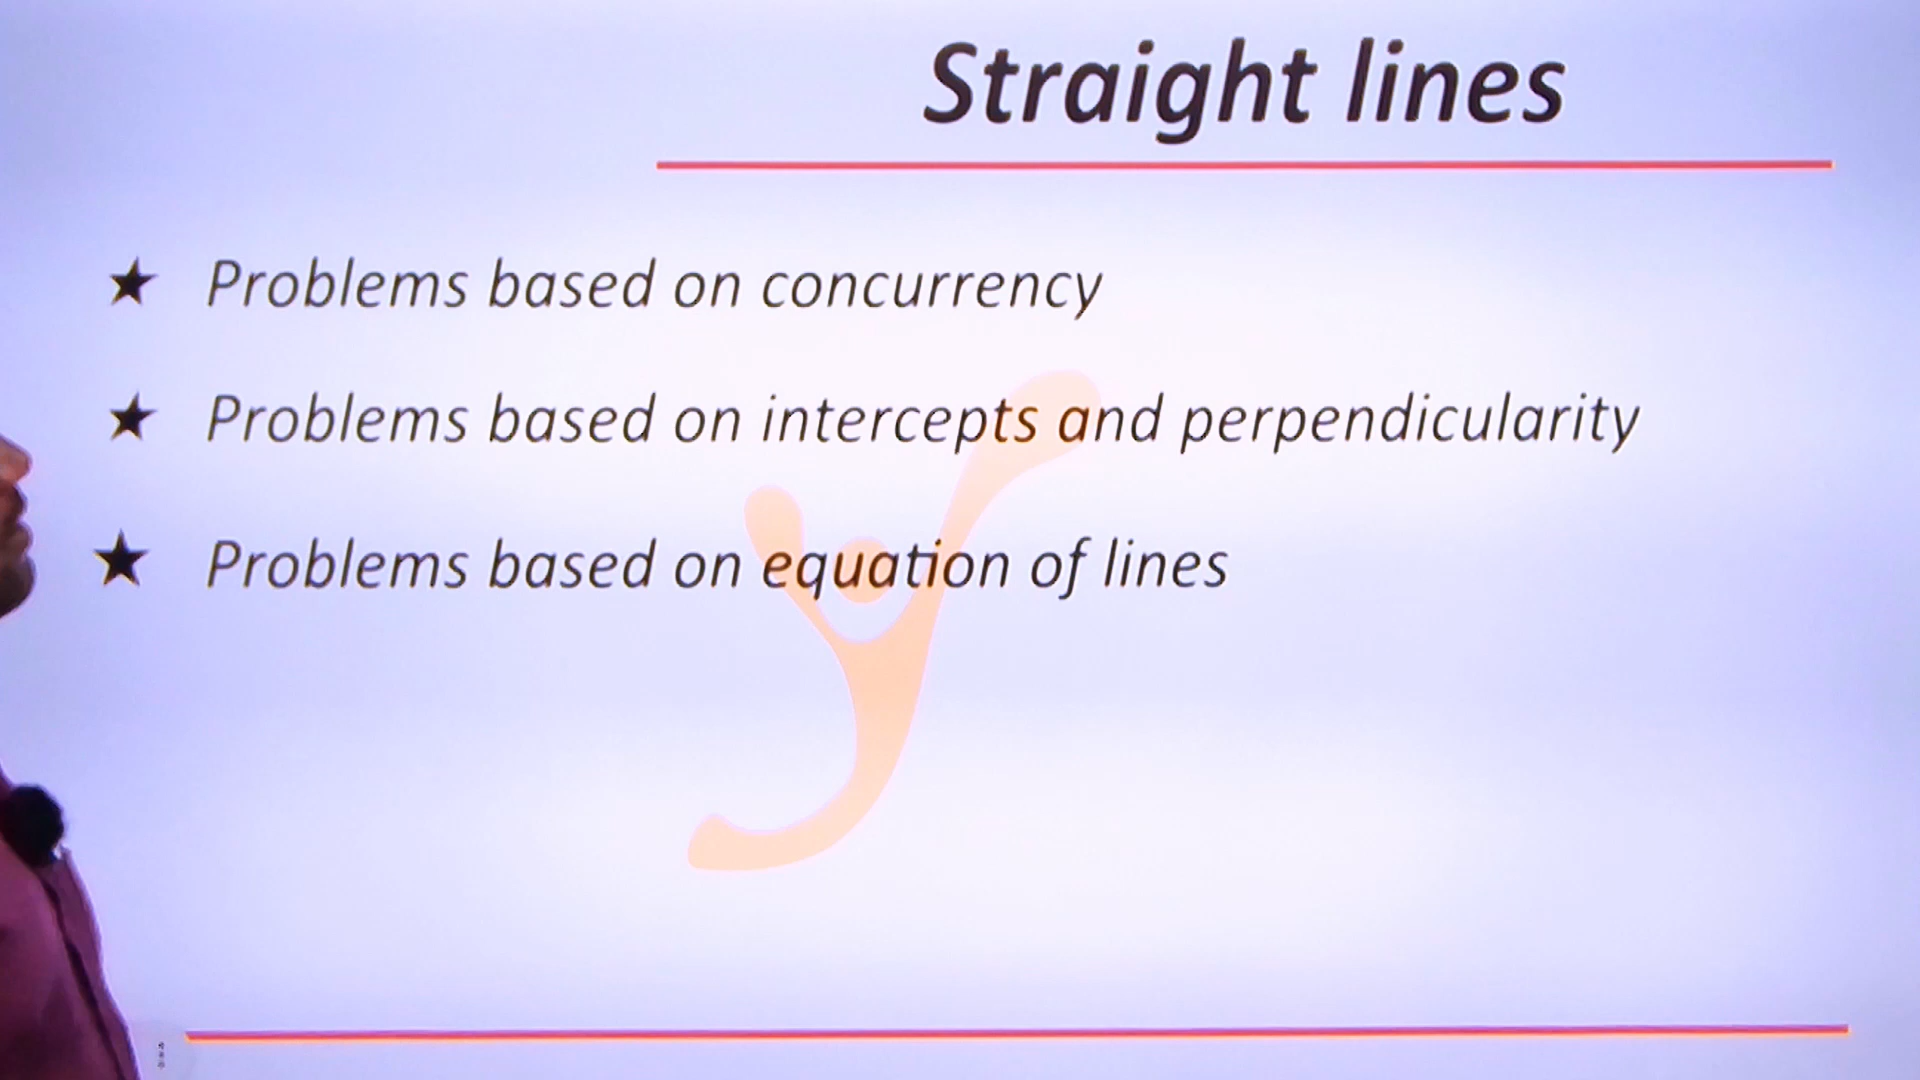 Straight lines
★ Problems based on concurrency
★ Problems based on intercepts and perpendicularity
★ Problems based on equation of lines